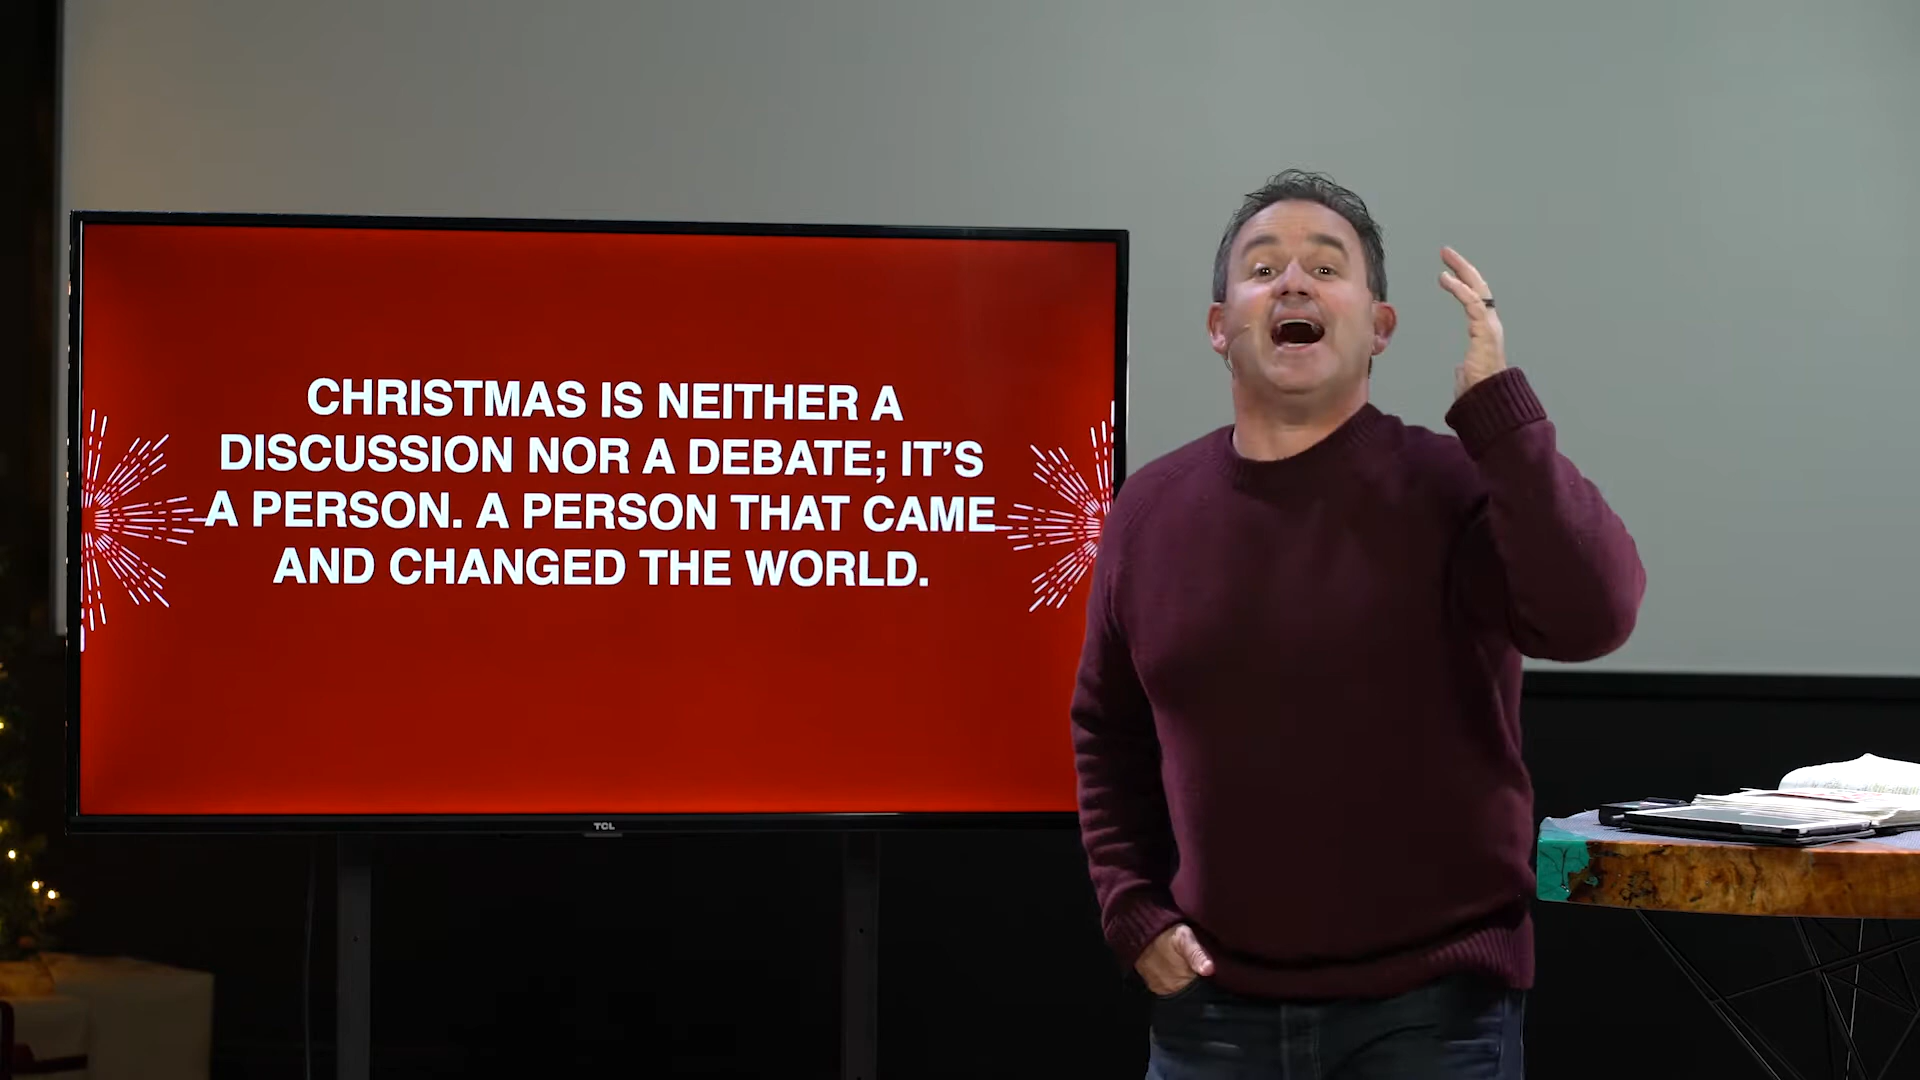 CHRISTMAS IS NEITHER A
DISCUSSION NOR A DEBATE; IT’S
A PERSON. A PERSON THAT CAME
AND CHANGED THE WORLD.
TCL